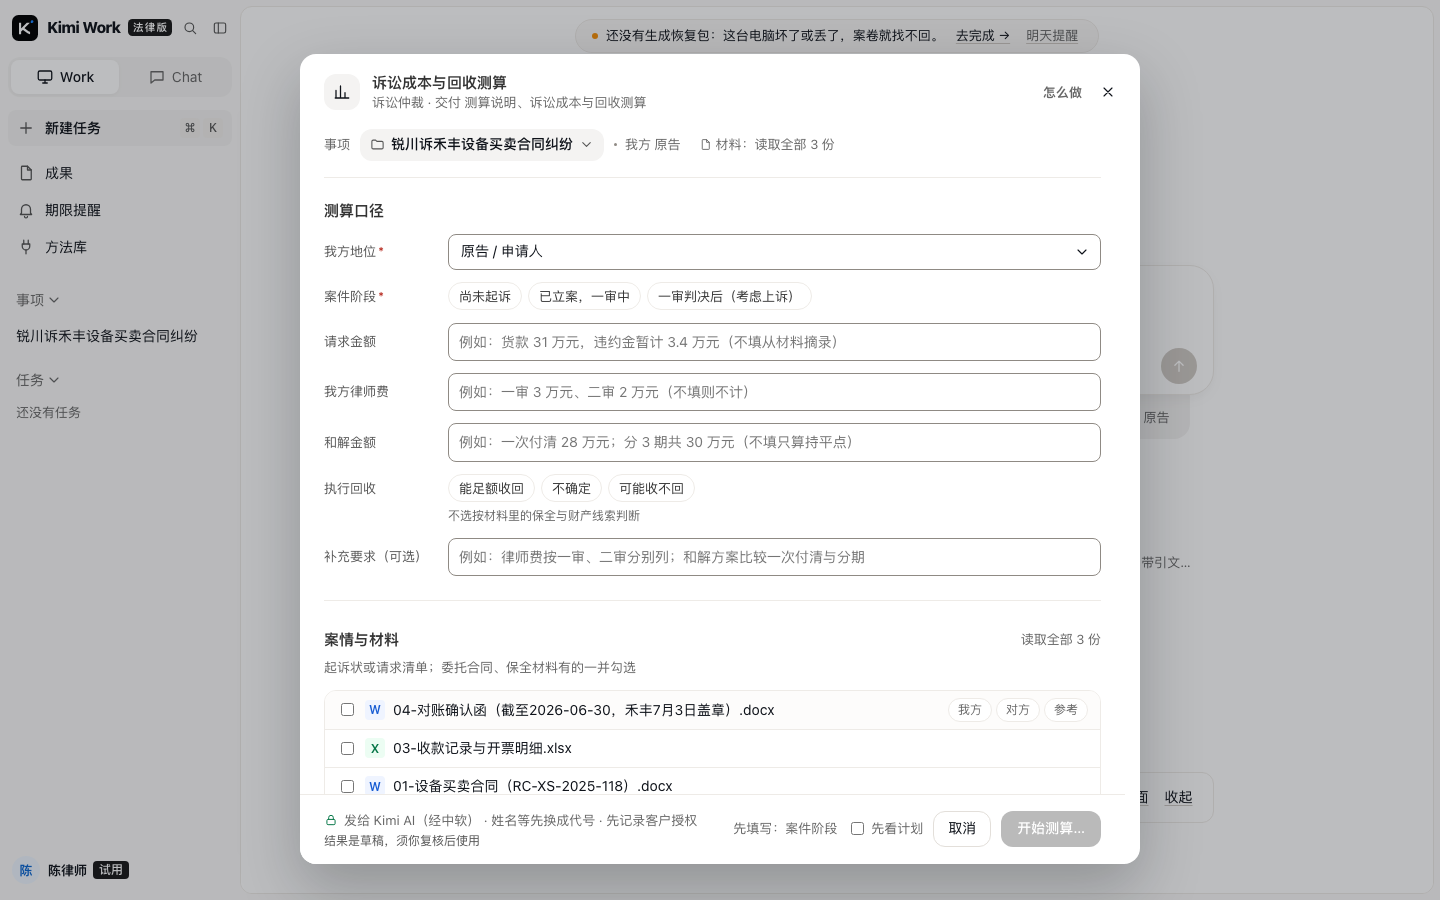 Kimi Work 法律版
Work
Chat
新建任务 ⌘ K
成果
期限提醒
方法库
事项
锐川诉禾丰设备买卖合同纠纷
任务
还没有任务
陈 陈律师 试用
还没有生成恢复包：这台电脑坏了或丢了，案卷就找不回。 去完成 → 明天提醒
诉讼成本与回收测算
诉讼仲裁 · 交付 测算说明、诉讼成本与回收测算
怎么做
事项 锐川诉禾丰设备买卖合同纠纷 · 我方 原告 材料：读取全部 3 份
测算口径
我方地位* 原告 / 申请人
案件阶段* 尚未起诉 已立案，一审中 一审判决后（考虑上诉）
请求金额 例如：货款 31 万元，违约金暂计 3.4 万元（不填从材料摘录）
我方律师费 例如：一审 3 万元、二审 2 万元（不填则不计）
和解金额 例如：一次付清 28 万元；分 3 期共 30 万元（不填只算持平点）
执行回收 能足额收回 不确定 可能收不回
不选按材料里的保全与财产线索判断
补充要求（可选） 例如：律师费按一审、二审分别列；和解方案比较一次付清与分期
案情与材料 读取全部 3 份
起诉状或请求清单；委托合同、保全材料有的一并勾选
W 04-对账确认函（截至2026-06-30，禾丰7月3日盖章）.docx 我方 对方 参考
X 03-收款记录与开票明细.xlsx
W 01-设备买卖合同（RC-XS-2025-118）.docx
发给 Kimi AI（经中软） · 姓名等先换成代号 · 先记录客户授权
结果是草稿，须你复核后使用
先填写：案件阶段 先看计划 取消 开始测算...
原告
带引文...
面 收起